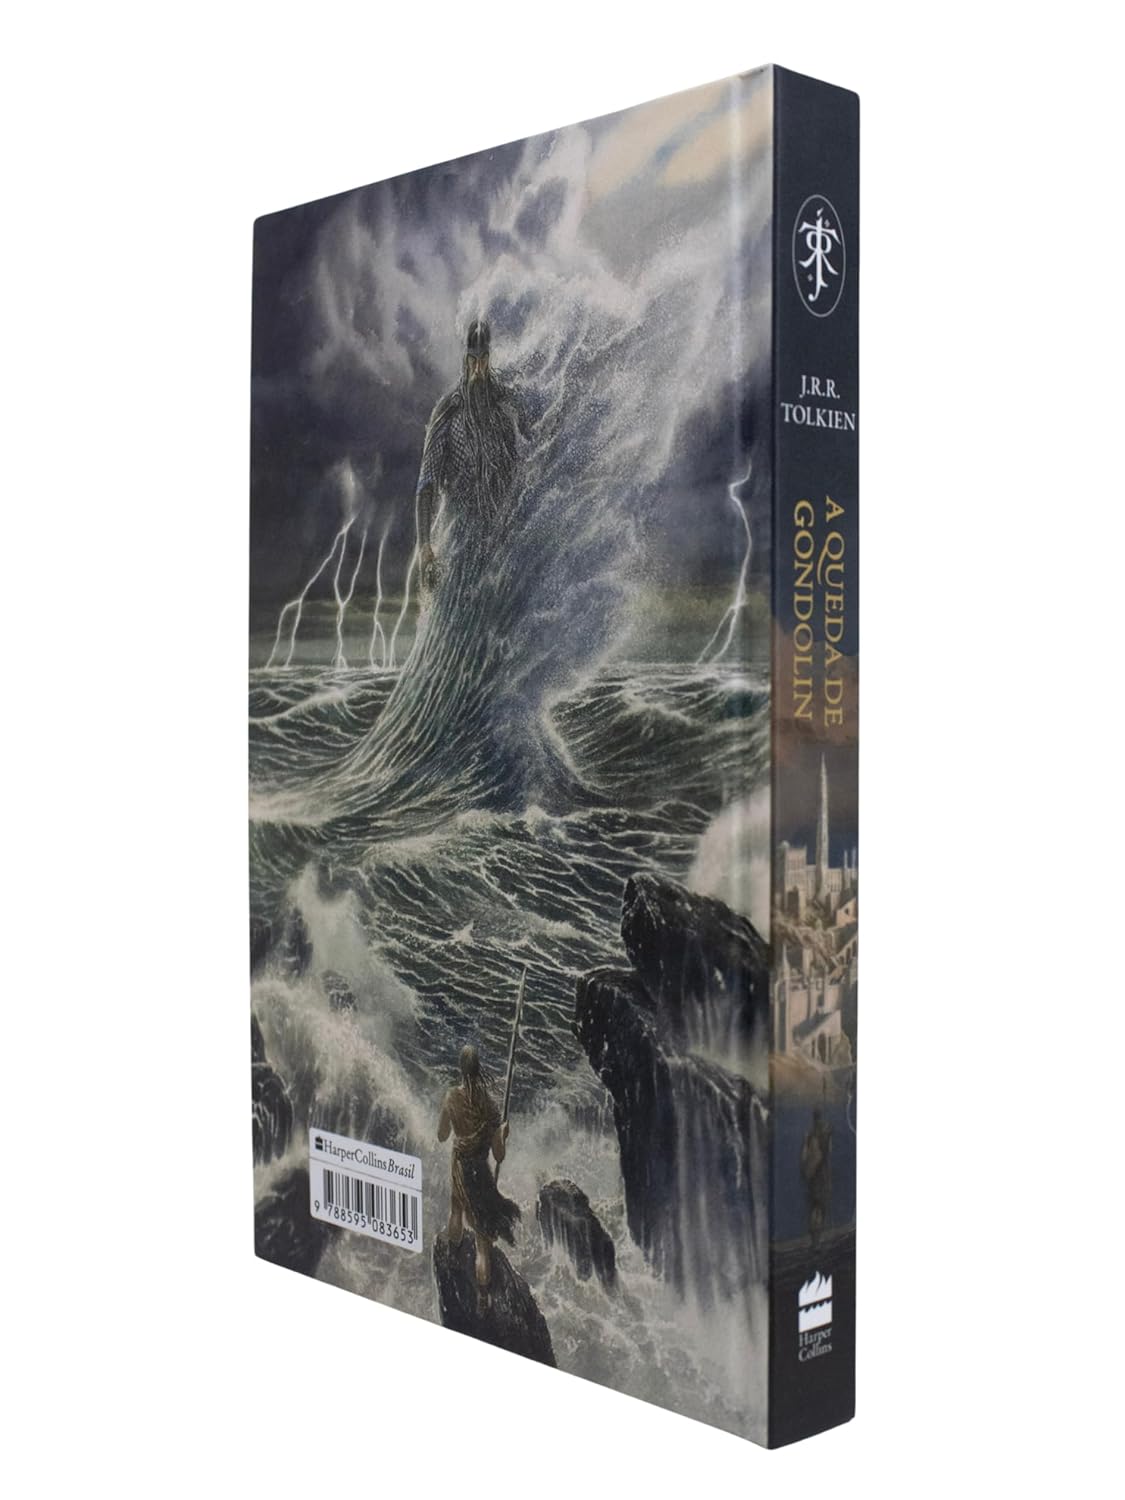 J.R.R.
TOLKIEN
A QUEDA DE
GONDOLIN
Harper
Collins
HarperCollins Brasil
9 788595 083653